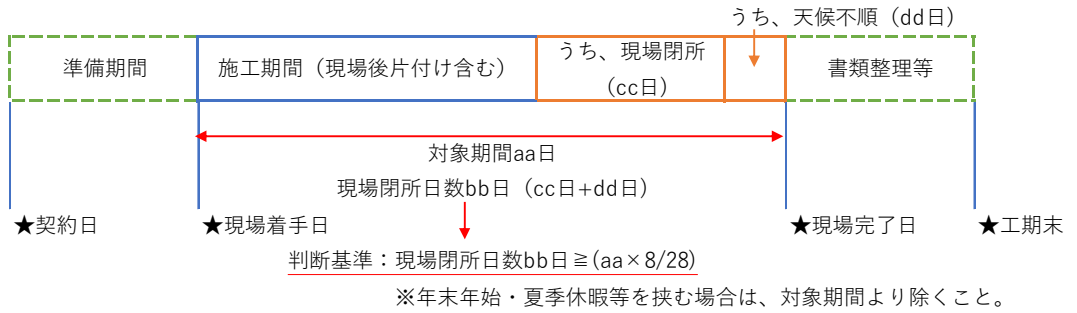 うち、天候不順（dd日）
準備期間
施工期間（現場後片付け含む）
うち、現場閉所
（cc日）
書類整理等
対象期間aa日
現場閉所日数bb日（cc日+dd日）
★契約日
★現場着手日
★現場完了日
★工期末
判断基準：現場閉所日数bb日≧(aa×8/28)
※年末年始・夏季休暇等を挟む場合は、対象期間より除くこと。